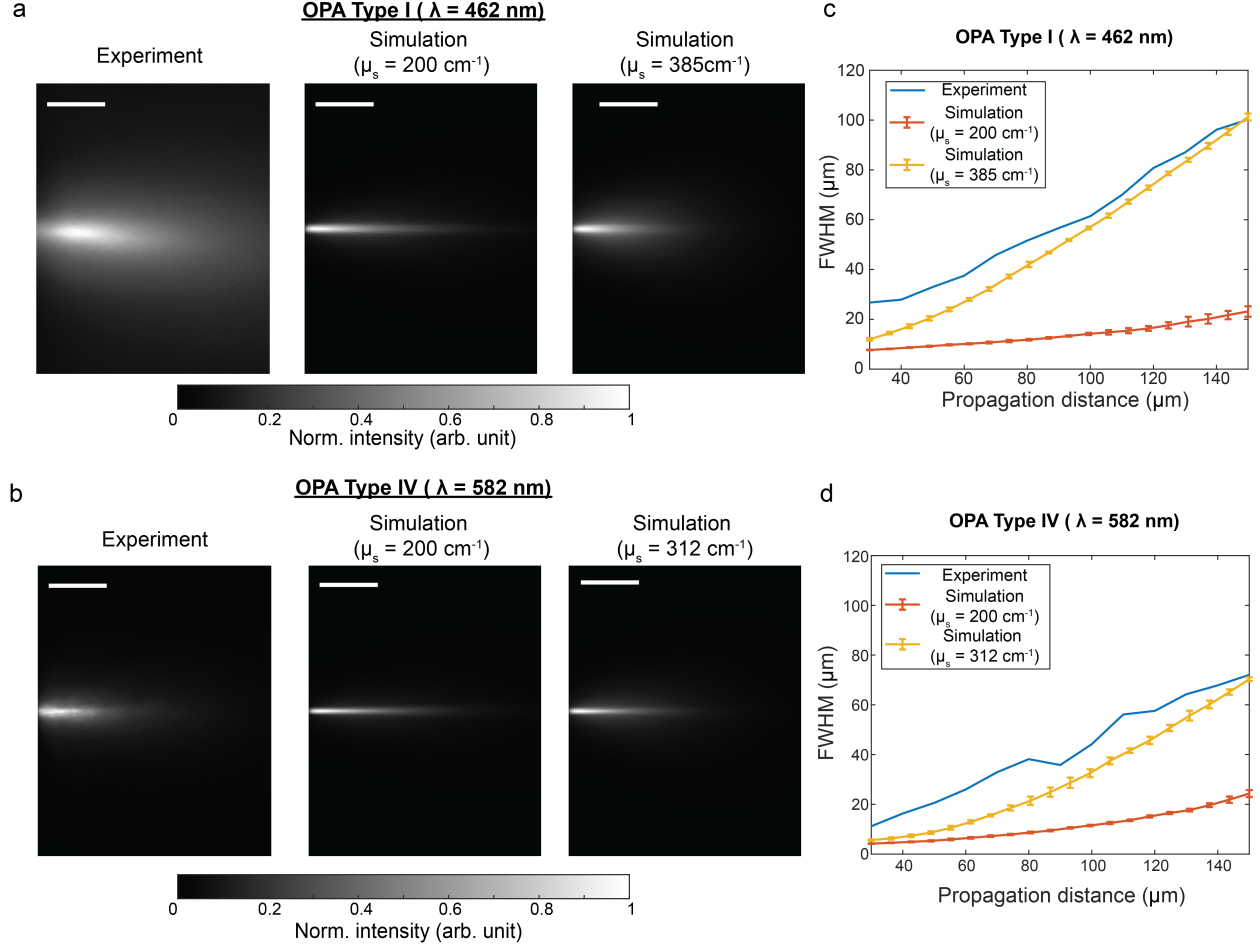 a
OPA Type I ( λ = 462 nm)
Experiment
Simulation
(μs = 200 cm-1)
Simulation
(μs = 385cm-1)
0 0.2 0.4 0.6 0.8 1
Norm. intensity (arb. unit)
b
OPA Type IV ( λ = 582 nm)
Experiment
Simulation
(μs = 200 cm-1)
Simulation
(μs = 312 cm-1)
0 0.2 0.4 0.6 0.8 1
Norm. intensity (arb. unit)
c
OPA Type I ( λ = 462 nm)
120
100
80
60
40
20
0
FWHM (μm)
Experiment
Simulation
(μs = 200 cm-1)
Simulation
(μs = 385 cm-1)
40 60 80 100 120 140
Propagation distance (μm)
d
OPA Type IV ( λ = 582 nm)
120
100
80
60
40
20
0
FWHM (μm)
Experiment
Simulation
(μs = 200 cm-1)
Simulation
(μs = 312 cm-1)
40 60 80 100 120 140
Propagation distance (μm)